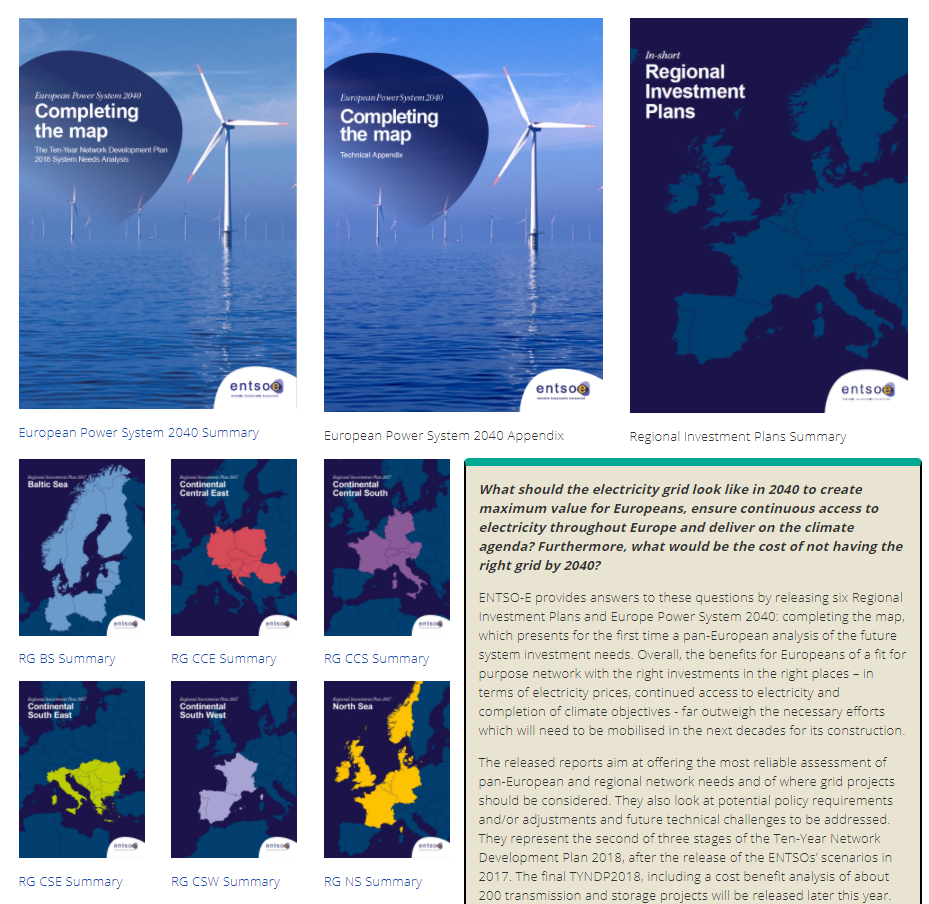 European Power System 2040
Completing
the map
The Ten-Year Network Development Plan
2018 System Needs Analysis
entsoe
European Power System 2040 Summary
European Power System 2040
Completing
the map
Technical Appendix
entsoe
European Power System 2040 Appendix
In-short
Regional
Investment
Plans
entsoe
Regional Investment Plans Summary
Regional Investment Plan 2017
Baltic Sea
entsoe
RG BS Summary
Regional Investment Plan 2017
Continental
Central East
entsoe
RG CCE Summary
Regional Investment Plan 2017
Continental
Central South
entsoe
RG CCS Summary
Regional Investment Plan 2017
Continental
South East
entsoe
RG CSE Summary
Regional Investment Plan 2017
Continental
South West
entsoe
RG CSW Summary
Regional Investment Plan 2017
North Sea
entsoe
RG NS Summary
What should the electricity grid look like in 2040 to create
maximum value for Europeans, ensure continuous access to
electricity throughout Europe and deliver on the climate
agenda? Furthermore, what would be the cost of not having the
right grid by 2040?
ENTSO-E provides answers to these questions by releasing six Regional
Investment Plans and Europe Power System 2040: completing the map,
which presents for the first time a pan-European analysis of the future
system investment needs. Overall, the benefits for Europeans of a fit for
purpose network with the right investments in the right places – in
terms of electricity prices, continued access to electricity and
completion of climate objectives - far outweigh the necessary efforts
which will need to be mobilised in the next decades for its construction.
The released reports aim at offering the most reliable assessment of
pan-European and regional network needs and of where grid projects
should be considered. They also look at potential policy requirements
and/or adjustments and future technical challenges to be addressed.
They represent the second of three stages of the Ten-Year Network
Development Plan 2018, after the release of the ENTSOs’ scenarios in
2017. The final TYNDP2018, including a cost benefit analysis of about
200 transmission and storage projects will be released later this year.